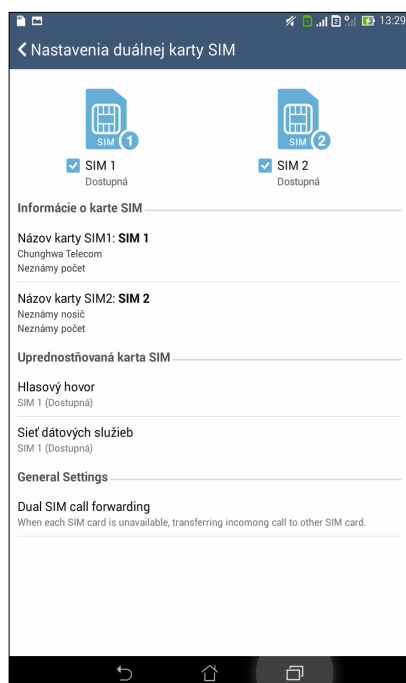 13:29
Nastavenia duálnej karty SIM
SIM 1
SIM 2
SIM 1
Dostupná
SIM 2
Dostupná
Informácie o karte SIM
Názov karty SIM1: SIM 1
Chunghwa Telecom
Neznámy počet
Názov karty SIM2: SIM 2
Neznámy nosič
Neznámy počet
Uprednostňovaná karta SIM
Hlasový hovor
SIM 1 (Dostupná)
Sieť dátových služieb
SIM 1 (Dostupná)
General Settings
Dual SIM call forwarding
When each SIM card is unavailable, transferring incomong call to other SIM card.